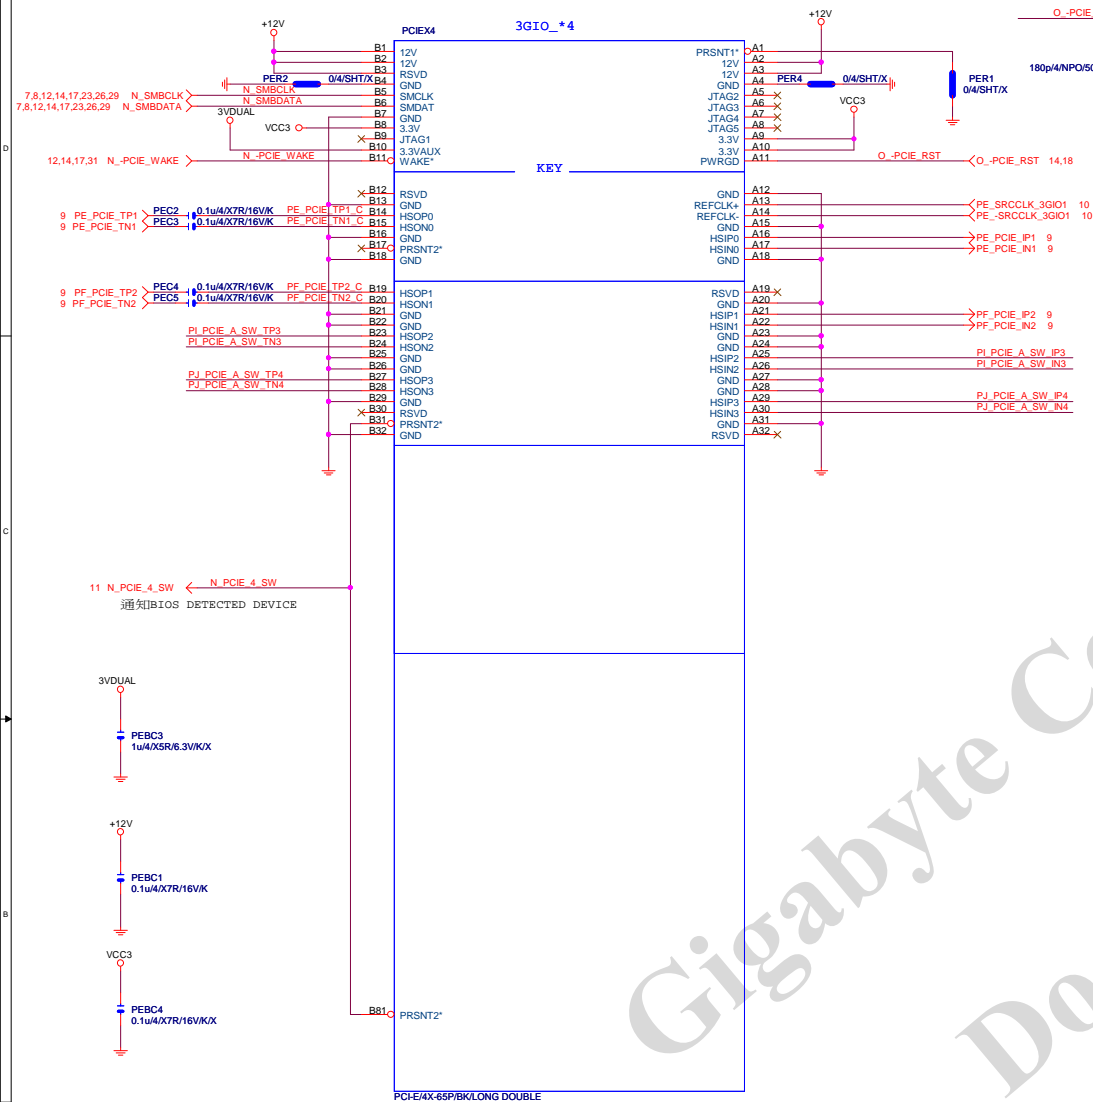 3GIO_*4
O_-PCIE_
+12V
+12V
PCIEX4
B1 12V PRSNT1* A1
B2 12V 12V A2
B3 RSVD 12V A3
PER2 0/4/SHT/X B4 GND GND A4 PER4 0/4/SHT/X
180p/4/NPO/50
PER1
0/4/SHT/X
7,8,12,14,17,23,26,29 N_SMBCLK N_SMBCLK B5 SMCLK JTAG2 A5
7,8,12,14,17,23,26,29 N_SMBDATA N_SMBDATA B6 SMDAT JTAG3 A6
3VDUAL B7 GND JTAG4 A7 VCC3
VCC3 B8 3.3V JTAG5 A8
B9 JTAG1 3.3V A9
D
B10 3.3VAUX 3.3V A10
12,14,17,31 N_-PCIE_WAKE N_-PCIE_WAKE B11 WAKE* PWRGD A11 O_-PCIE_RST O_-PCIE_RST 14,18
KEY
B12 RSVD GND A12
B13 GND REFCLK+ A13 PE_SRCCLK_3GIO1 10
9 PE_PCIE_TP1 PEC2 0.1u/4/X7R/16V/K PE_PCIE_TP1_C B14 HSOP0 REFCLK- A14 PE_-SRCCLK_3GIO1 10
9 PE_PCIE_TN1 PEC3 0.1u/4/X7R/16V/K PE_PCIE_TN1_C B15 HSON0 GND A15
B16 GND HSIP0 A16 PE_PCIE_IP1 9
B17 PRSNT2* HSIN0 A17 PE_PCIE_IN1 9
B18 GND GND A18
9 PF_PCIE_TP2 PEC4 0.1u/4/X7R/16V/K PF_PCIE_TP2_C B19 HSOP1 RSVD A19
9 PF_PCIE_TN2 PEC5 0.1u/4/X7R/16V/K PF_PCIE_TN2_C B20 HSON1 GND A20
B21 GND HSIP1 A21 PF_PCIE_IP2 9
B22 GND HSIN1 A22 PF_PCIE_IN2 9
PI_PCIE_A_SW_TP3 B23 HSOP2 GND A23
PI_PCIE_A_SW_TN3 B24 HSON2 GND A24
B25 GND HSIP2 A25 PI_PCIE_A_SW_IP3
B26 GND HSIN2 A26 PI_PCIE_A_SW_IN3
PJ_PCIE_A_SW_TP4 B27 HSOP3 GND A27
PJ_PCIE_A_SW_TN4 B28 HSON3 GND A28
B29 GND HSIP3 A29 PJ_PCIE_A_SW_IP4
B30 RSVD HSIN3 A30 PJ_PCIE_A_SW_IN4
B31 PRSNT2* GND A31
B32 GND RSVD A32
C
11 N_PCIE_4_SW N_PCIE_4_SW
通知BIOS DETECTED DEVICE
3VDUAL
PEBC3
1u/4/X5R/6.3V/K/X
+12V
PEBC1
0.1u/4/X7R/16V/K
B
VCC3
PEBC4
0.1u/4/X7R/16V/K/X
B81 PRSNT2*
PCI-E/4X-65P/BK/LONG DOUBLE
Gigabyte Co
Do